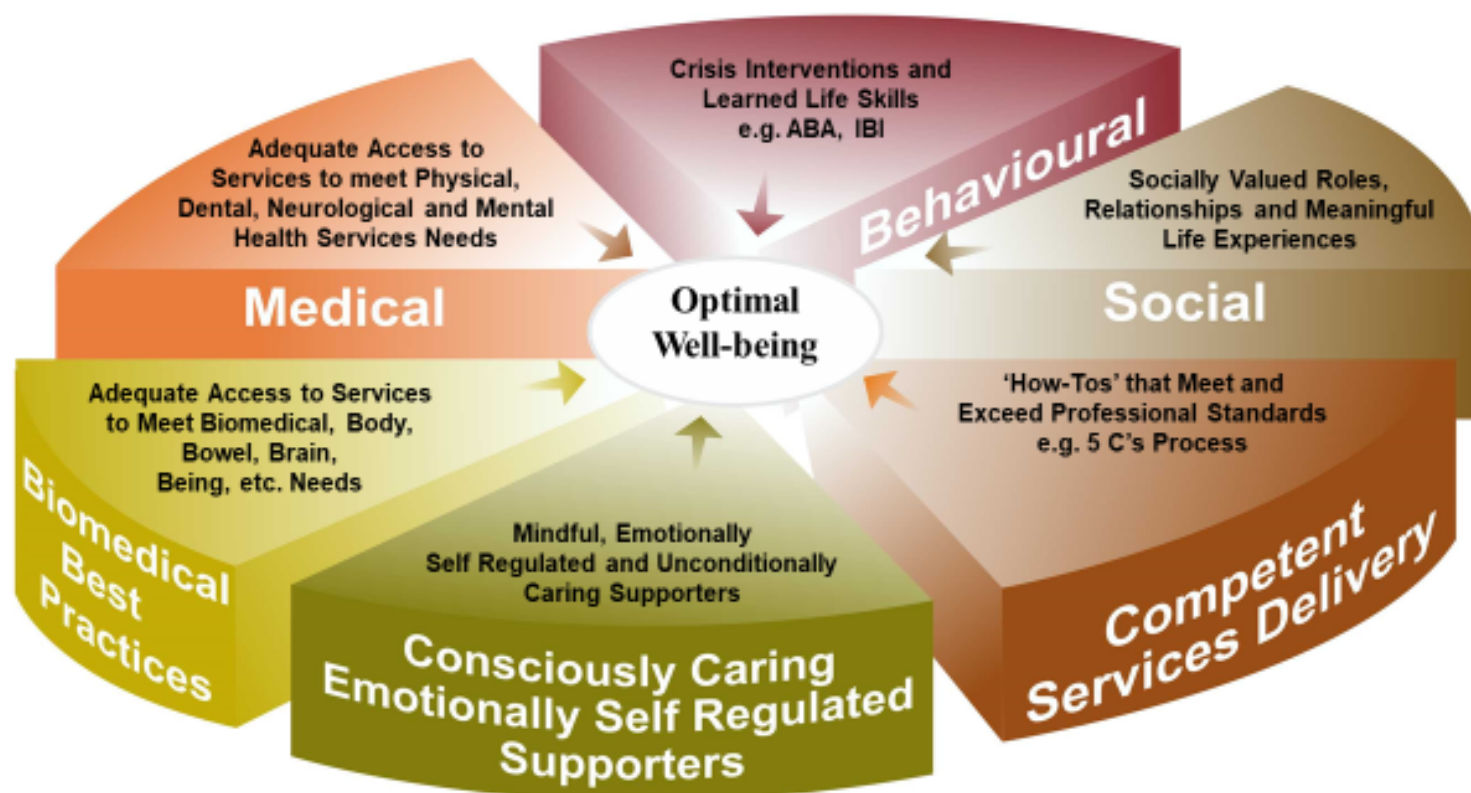 Crisis Interventions and
Learned Life Skills
e.g. ABA, IBI
Behavioural
Adequate Access to
Services to meet Physical,
Dental, Neurological and Mental
Health Services Needs
Medical
Socially Valued Roles,
Relationships and Meaningful
Life Experiences
Social
Optimal
Well-being
Adequate Access to Services
to Meet Biomedical, Body,
Bowel, Brain,
Being, etc. Needs
Biomedical
Best
Practices
Mindful, Emotionally
Self Regulated and Unconditionally
Caring Supporters
Consciously Caring
Emotionally Self Regulated
Supporters
‘How-Tos’ that Meet and
Exceed Professional Standards
e.g. 5 C’s Process
Competent
Services Delivery